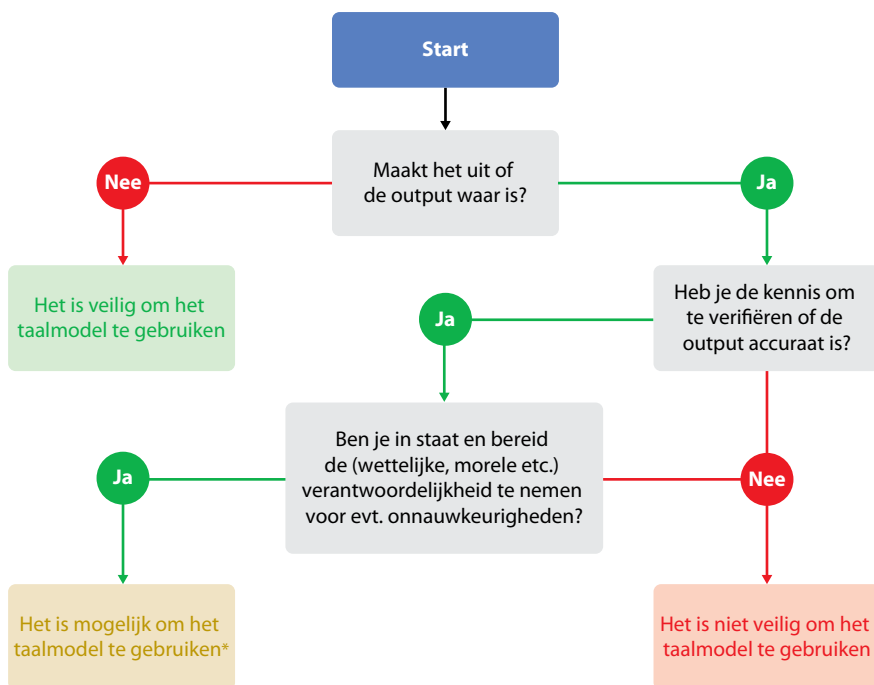 Start
Maakt het uit of
de output waar is?
Nee
Ja
Het is veilig om het
taalmodel te gebruiken
Heb je de kennis om
te verifiëren of de
output accuraat is?
Ja
Ben je in staat en bereid
de (wettelijke, morele etc.)
verantwoordelijkheid te nemen
voor evt. onnauwkeurigheden?
Ja
Nee
Het is mogelijk om het
taalmodel te gebruiken*
Het is niet veilig om het
taalmodel te gebruiken